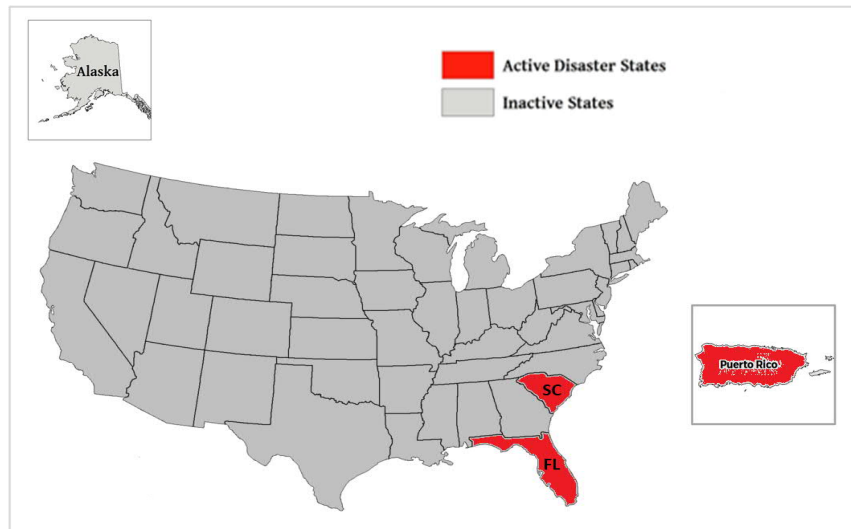 Alaska
Active Disaster States
Inactive States
Puerto Rico
SC
FL